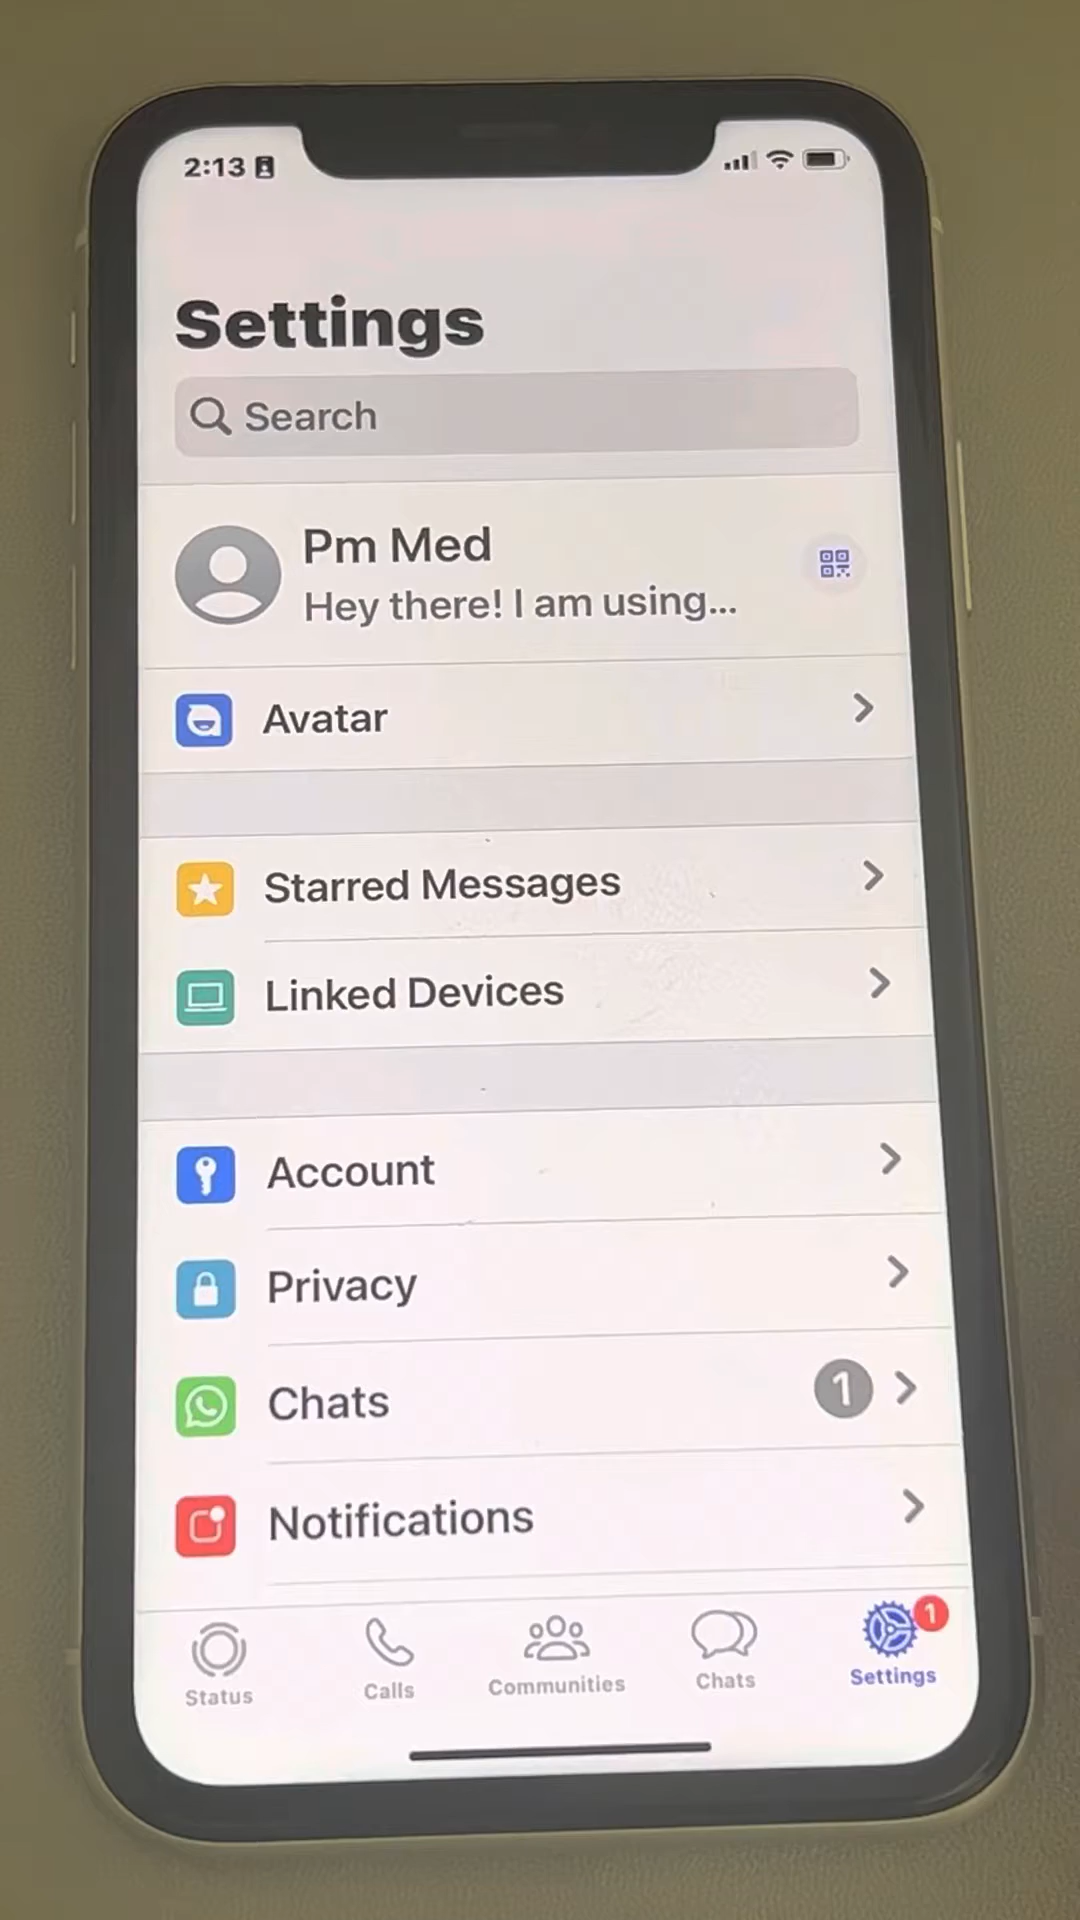 2:13
Settings
Search
Pm Med
Hey there! I am using...
Avatar
Starred Messages
Linked Devices
Account
Privacy
Chats
1
Notifications
Status
Calls
Communities
Chats
Settings
1